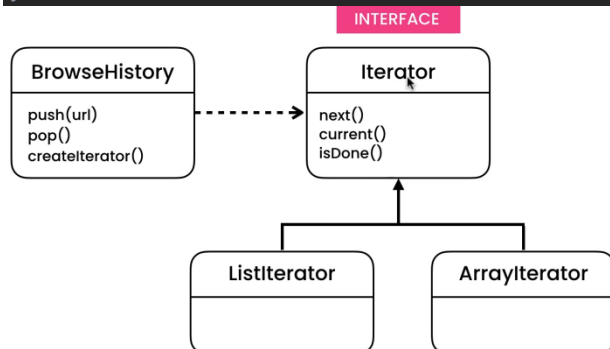 INTERFACE
BrowseHistory
push(url)
pop()
createIterator()
Iterator
next()
current()
isDone()
ListIterator
ArrayIterator